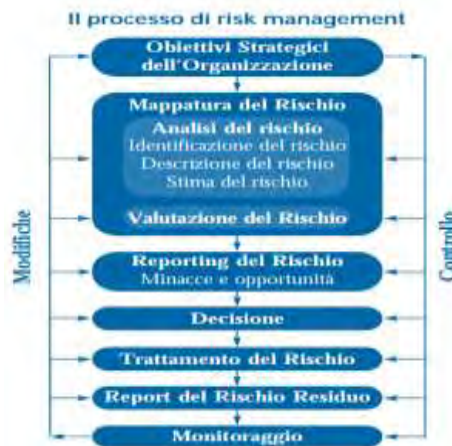 Il processo di risk management
Obiettivi Strategici
dell'Organizzazione
Mappatura del Rischio
Analisi del rischio
Identificazione del rischio
Descrizione del rischio
Stima del rischio
Valutazione del Rischio
Reporting del Rischio
Minacce e opportunità
Decisione
Trattamento del Rischio
Report del Rischio Residuo
Monitoraggio
Modifiche
Controllo